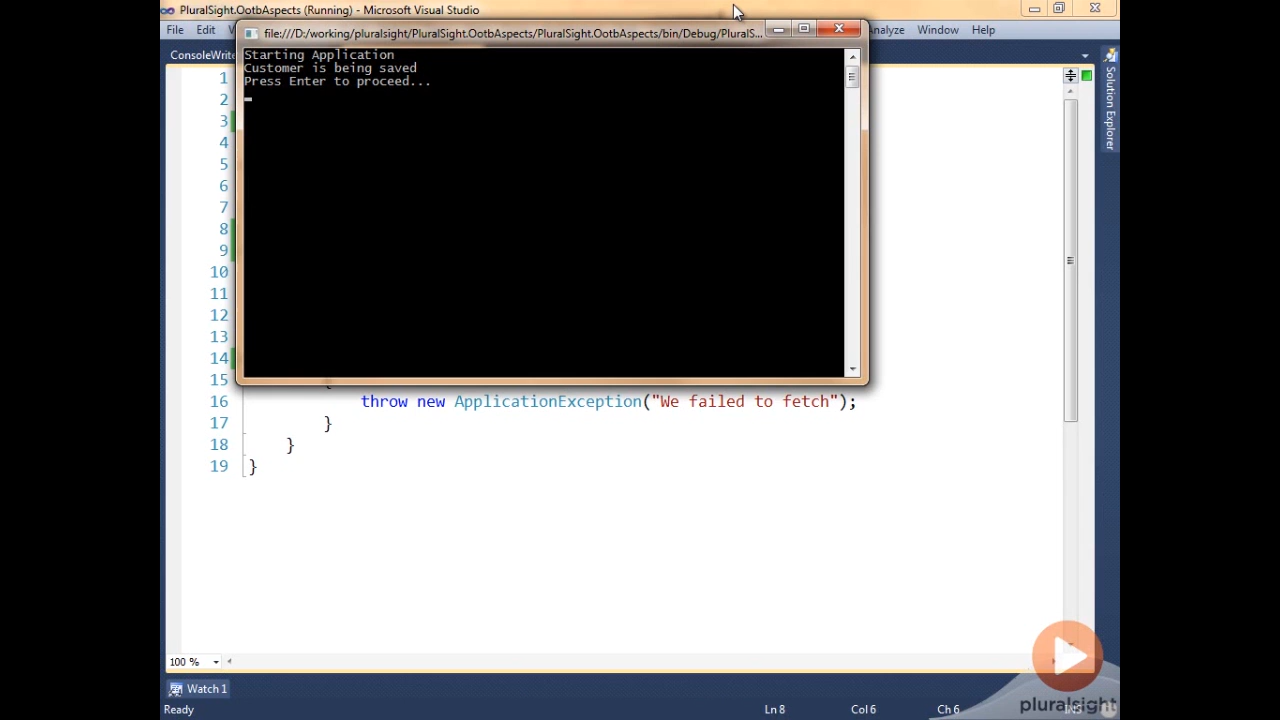 PluralSight.OotbAspects (Running) - Microsoft Visual Studio
File Edit
Analyze Window Help
file:///D:/working/pluralsight/PluralSight.OotbAspects/PluralSight.OotbAspects/bin/Debug/PluralS...
ConsoleWrite
Starting Application
Customer is being saved
Press Enter to proceed...
Solution Explorer
1
2
3
4
5
6
7
8
9
10
11
12
13
14
15 {
16 throw new ApplicationException("We failed to fetch");
17 }
18 }
19 }
100 %
Watch 1
Ready Ln 8 Col 6 Ch 6 INS
pluralsight